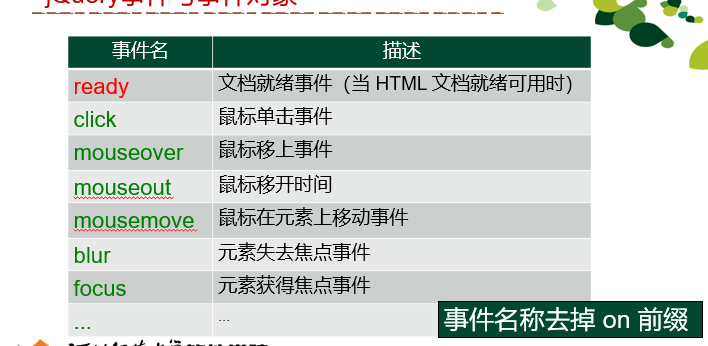 jQuery事件与事件对象
事件名 描述
ready 文档就绪事件（当 HTML 文档就绪可用时）
click 鼠标单击事件
mouseover 鼠标移上事件
mouseout 鼠标移开时间
mousemove 鼠标在元素上移动事件
blur 元素失去焦点事件
focus 元素获得焦点事件
... ...
事件名称去掉 on 前缀